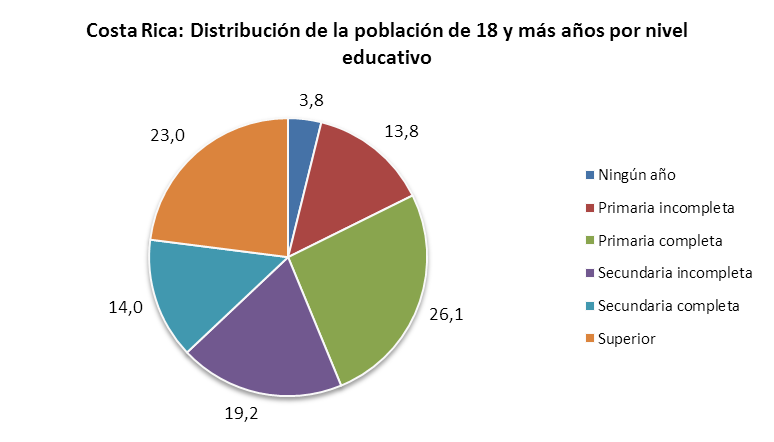 Costa Rica: Distribución de la población de 18 y más años por nivel
educativo
3,8
13,8
23,0
26,1
14,0
19,2
Ningún año
Primaria incompleta
Primaria completa
Secundaria incompleta
Secundaria completa
Superior